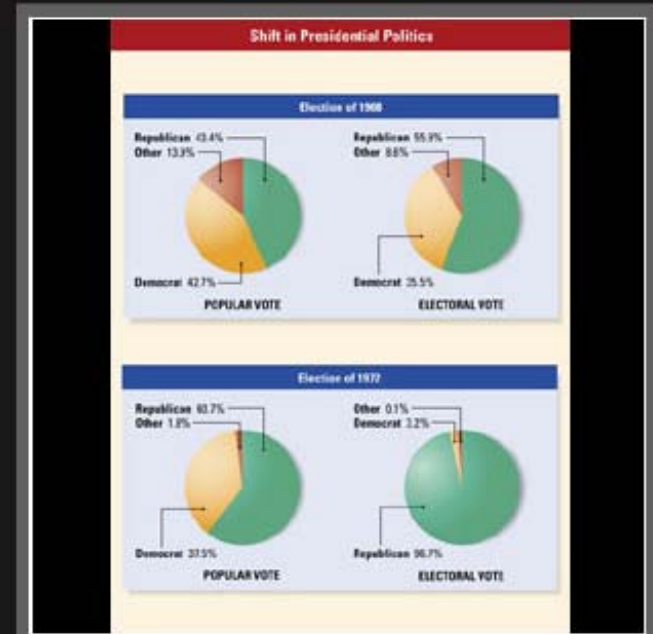 Shift in Presidential Politics
Election of 1968
Republican 43.4%
Other 13.9%
Democrat 42.7%
POPULAR VOTE
Republican 55.9%
Other 8.6%
Democrat 35.5%
ELECTORAL VOTE
Election of 1972
Republican 60.7%
Other 1.8%
Democrat 37.5%
POPULAR VOTE
Other 0.1%
Democrat 3.2%
Republican 96.7%
ELECTORAL VOTE